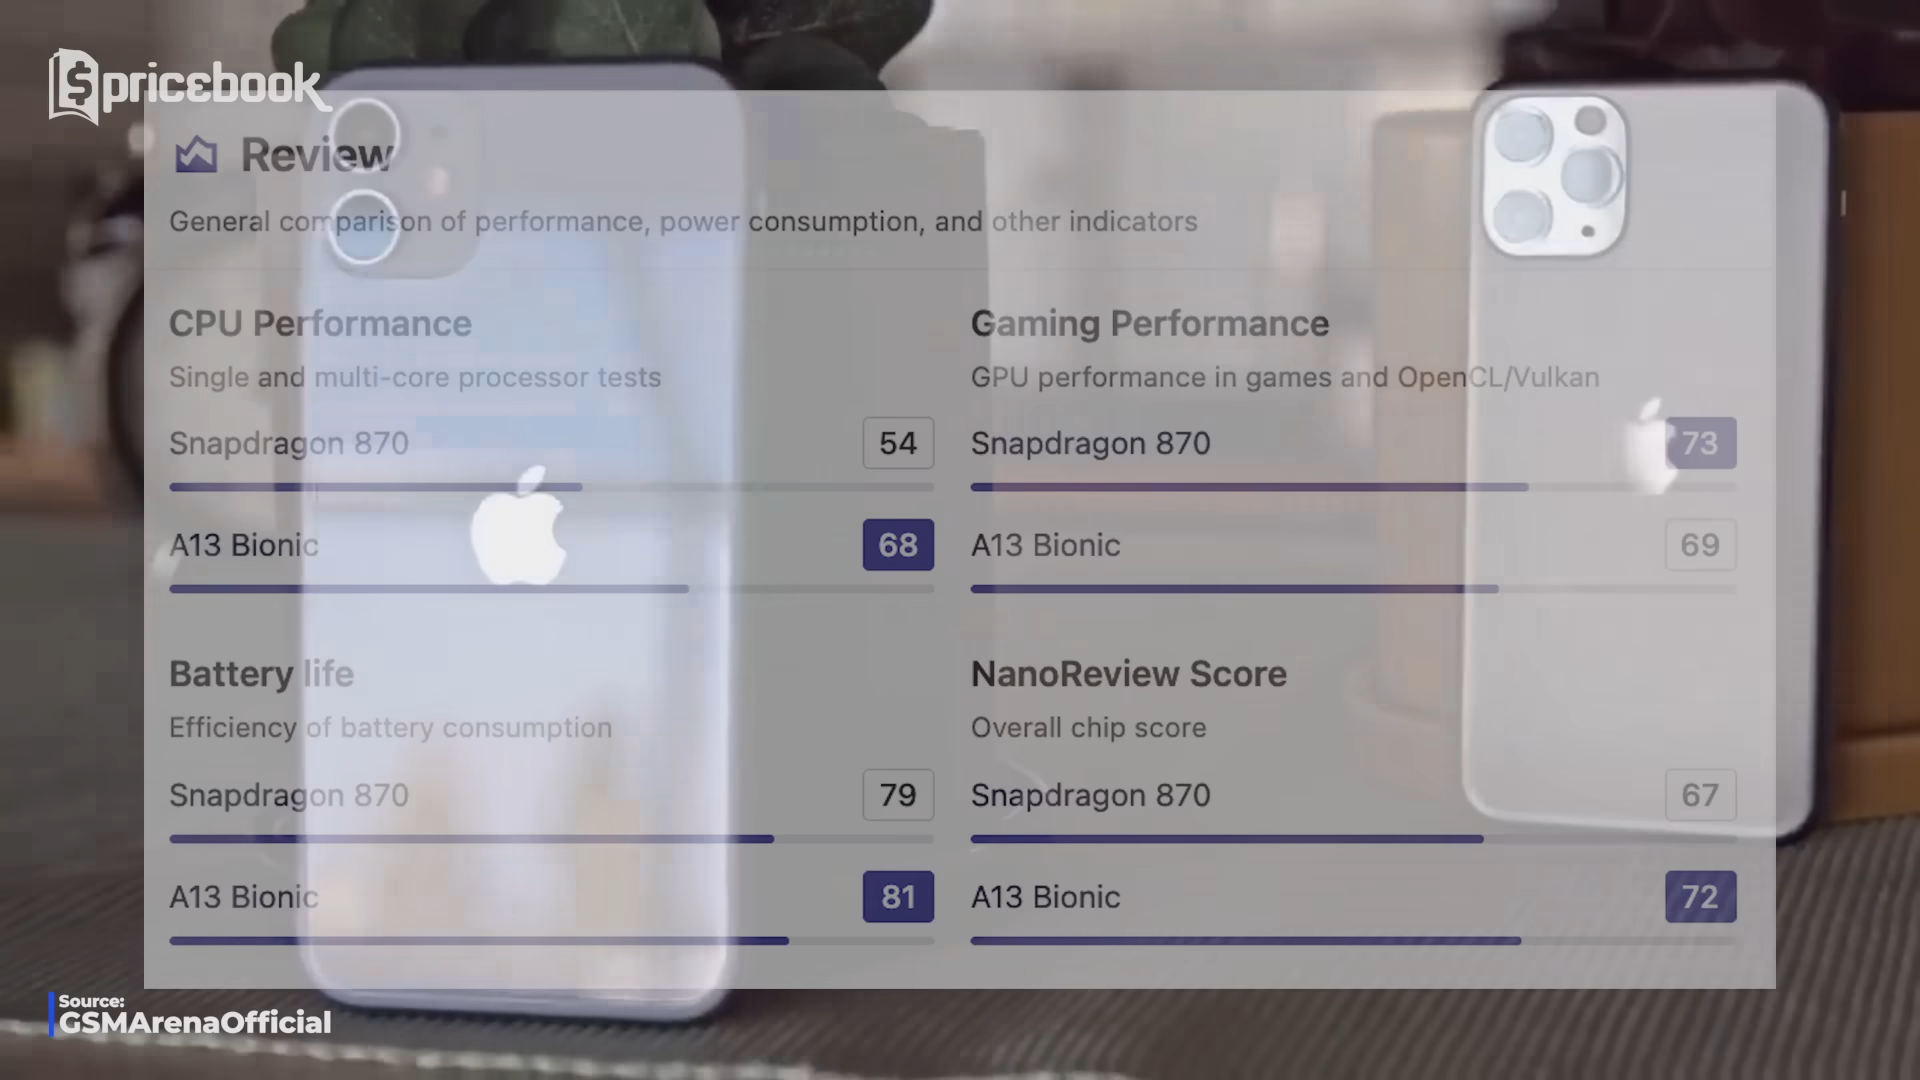 pricebook
Review
General comparison of performance, power consumption, and other indicators
CPU Performance
Single and multi-core processor tests
Snapdragon 870
54
A13 Bionic
68
Gaming Performance
GPU performance in games and OpenCL/Vulkan
Snapdragon 870
73
A13 Bionic
69
Battery life
Efficiency of battery consumption
Snapdragon 870
79
A13 Bionic
81
NanoReview Score
Overall chip score
Snapdragon 870
67
A13 Bionic
72
Source:
GSMArenaOfficial